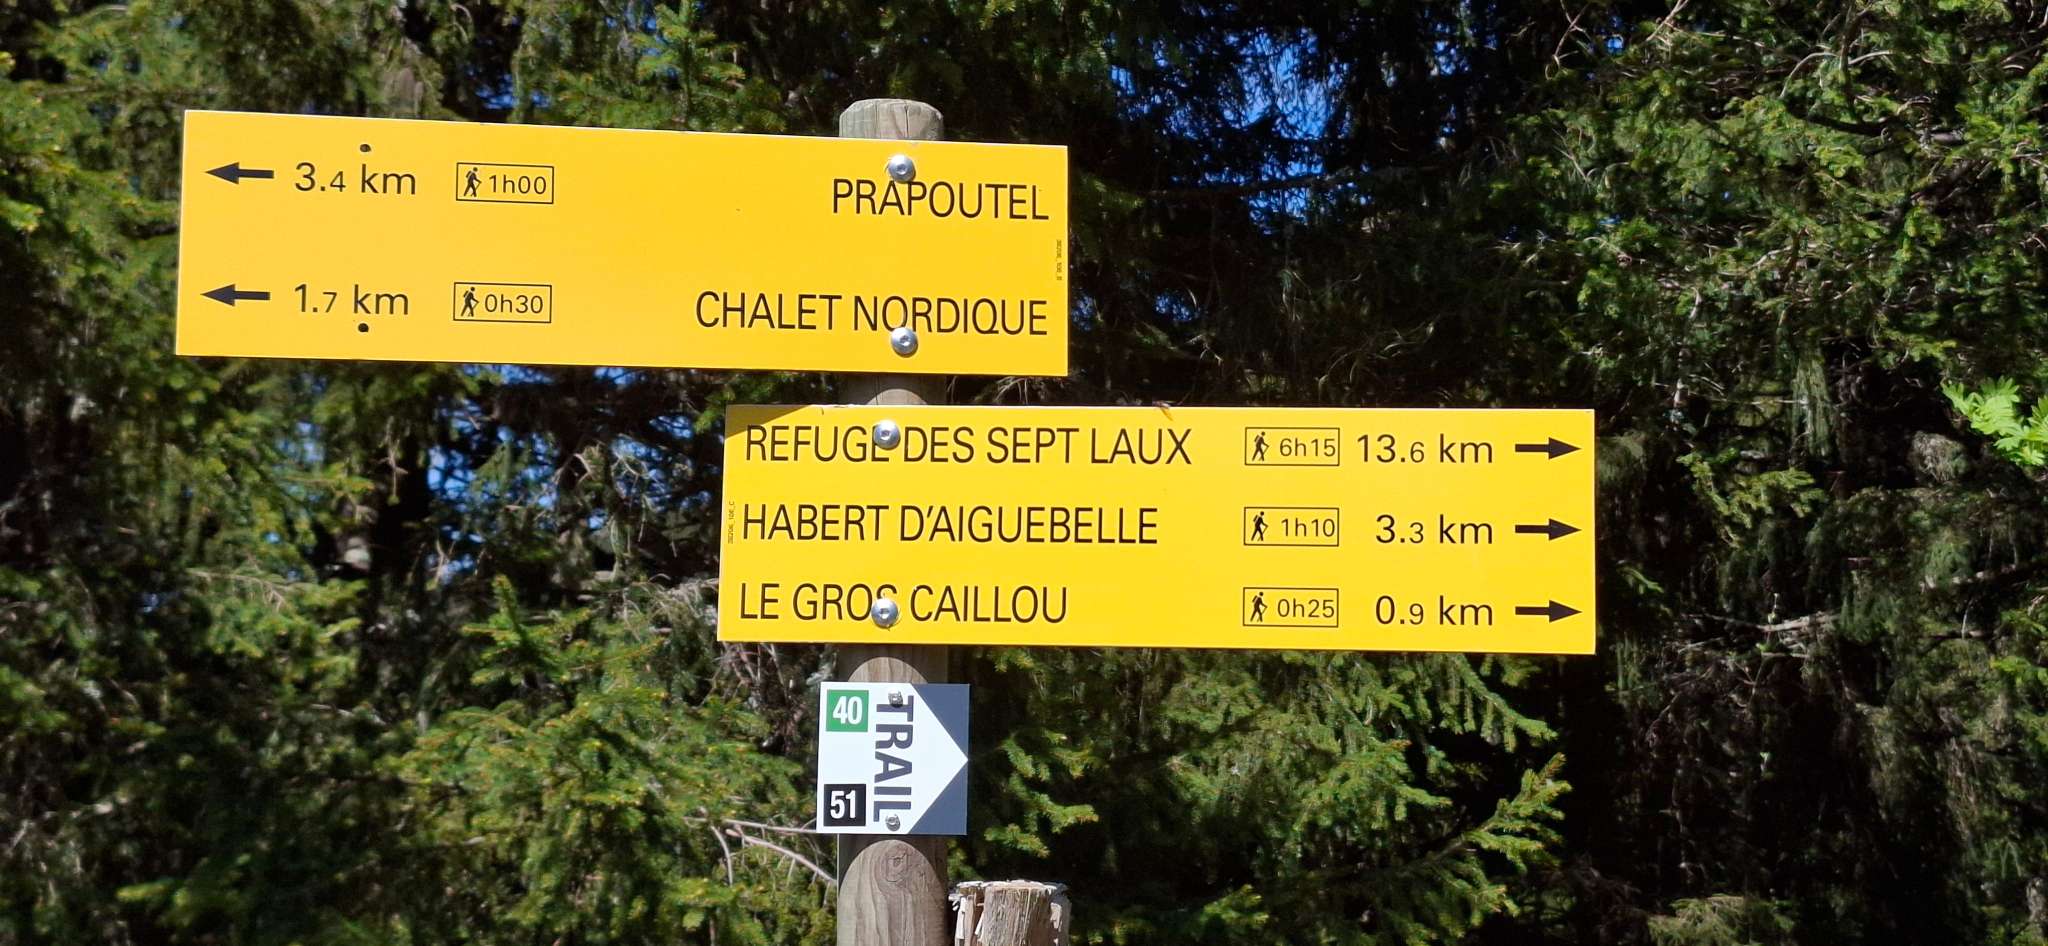 3.4 km 1h00 PRAPOUTEL
1.7 km 0h30 CHALET NORDIQUE
REFUGE DES SEPT LAUX 6h15 13.6 km
HABERT D'AIGUEBELLE 1h10 3.3 km
LE GROS CAILLOU 0h25 0.9 km
40
TRAIL
51